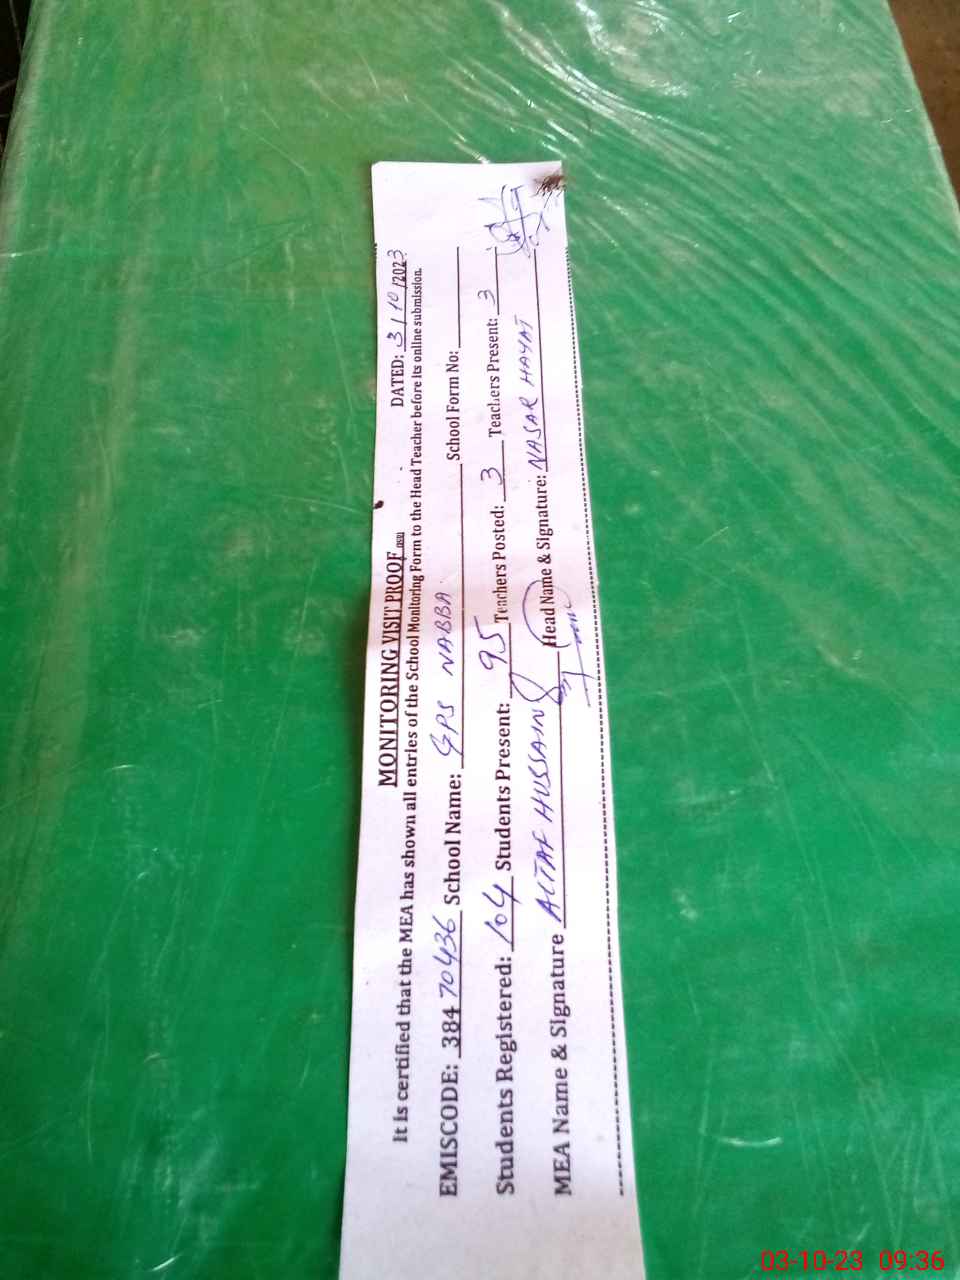 MONITORING VISIT PROOF
DATED: 3/10/2023
It is certified that the MEA has shown all entries of the School Monitoring Form to the Head Teacher before its online submission.
EMISCODE: 38470436 School Name: GPS NABBA School Form No:
Students Registered: 104 Students Present: 95 Teachers Posted: 3 Teachers Present: 3
MEA Name & Signature ALTAF HUSSAIN Head Name & Signature: NASAR HAYAT
03-10-23 09:36